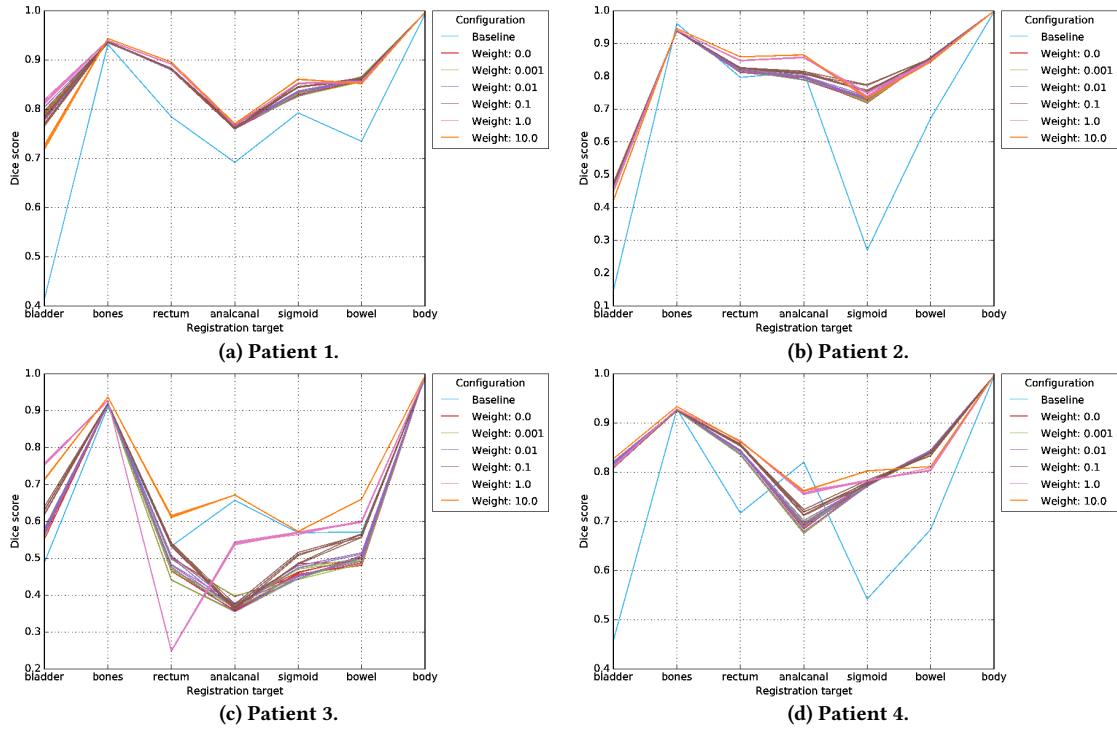 1.0
0.9
0.8
0.7
0.6
0.5
0.4
Dice score
bladder bones rectum analcanal sigmoid bowel body
Registration target
Configuration
Baseline
Weight: 0.0
Weight: 0.001
Weight: 0.01
Weight: 0.1
Weight: 1.0
Weight: 10.0
(a) Patient 1.
1.0
0.9
0.8
0.7
0.6
0.5
0.4
0.3
0.2
0.1
Dice score
bladder bones rectum analcanal sigmoid bowel body
Registration target
Configuration
Baseline
Weight: 0.0
Weight: 0.001
Weight: 0.01
Weight: 0.1
Weight: 1.0
Weight: 10.0
(b) Patient 2.
1.0
0.9
0.8
0.7
0.6
0.5
0.4
0.3
0.2
Dice score
bladder bones rectum analcanal sigmoid bowel body
Registration target
Configuration
Baseline
Weight: 0.0
Weight: 0.001
Weight: 0.01
Weight: 0.1
Weight: 1.0
Weight: 10.0
(c) Patient 3.
1.0
0.9
0.8
0.7
0.6
0.5
0.4
Dice score
bladder bones rectum analcanal sigmoid bowel body
Registration target
Configuration
Baseline
Weight: 0.0
Weight: 0.001
Weight: 0.01
Weight: 0.1
Weight: 1.0
Weight: 10.0
(d) Patient 4.